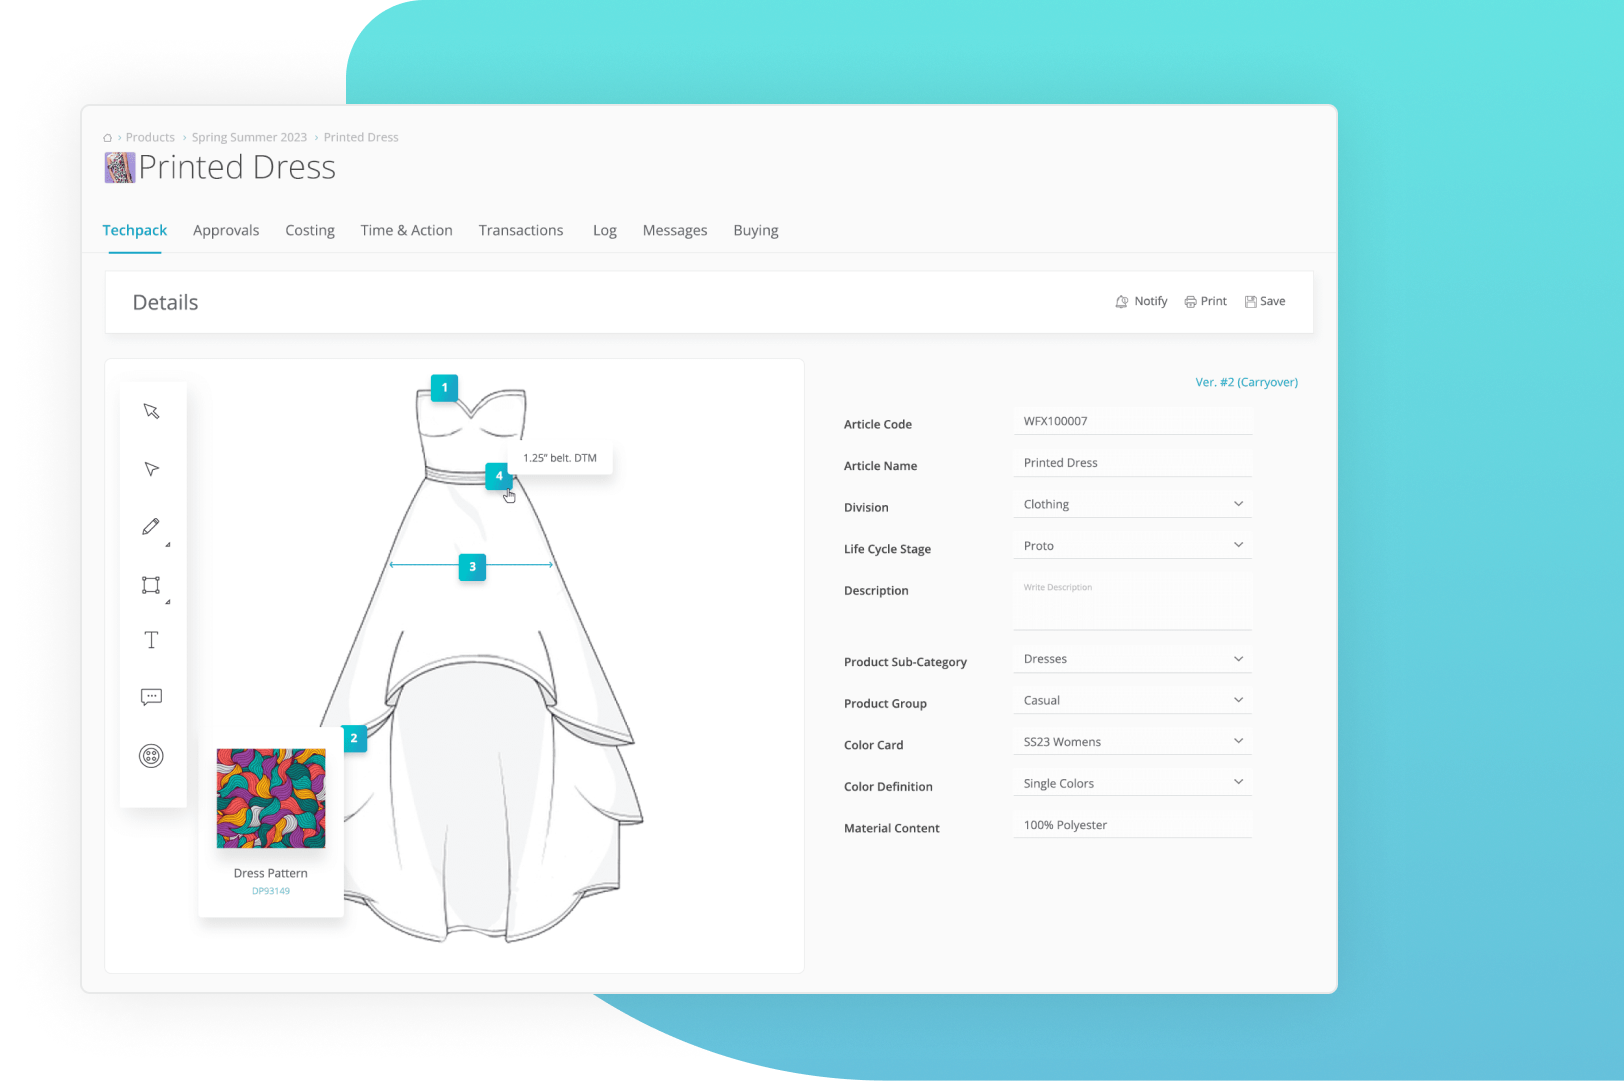 Products › Spring Summer 2023 › Printed Dress
Printed Dress
Techpack Approvals Costing Time & Action Transactions Log Messages Buying
Details
Notify Print Save
Ver. #2 (Carryover)
1
1.25" belt. DTM
4
3
2
T
Dress Pattern
DP93149
Article Code WFX100007
Article Name Printed Dress
Division Clothing
Life Cycle Stage Proto
Description Write Description
Product Sub-Category Dresses
Product Group Casual
Color Card SS23 Womens
Color Definition Single Colors
Material Content 100% Polyester